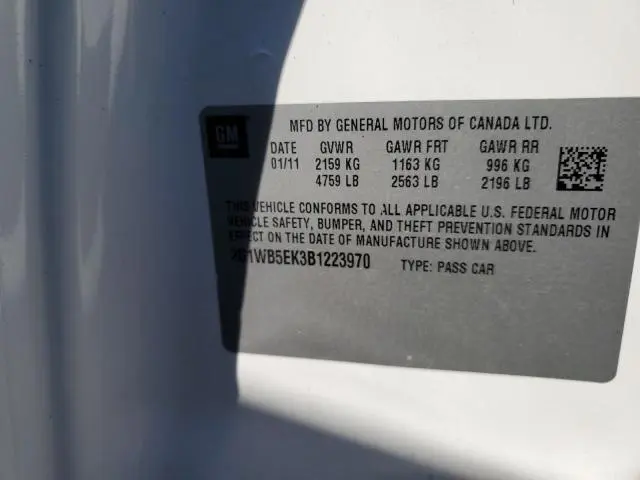 GM
MFD BY GENERAL MOTORS OF CANADA LTD.
DATE GVWR GAWR FRT GAWR RR
01/11 2159 KG 1163 KG 996 KG
4759 LB 2563 LB 2196 LB
THIS VEHICLE CONFORMS TO ALL APPLICABLE U.S. FEDERAL MOTOR
VEHICLE SAFETY, BUMPER, AND THEFT PREVENTION STANDARDS IN
EFFECT ON THE DATE OF MANUFACTURE SHOWN ABOVE.
2G1WB5EK3B1223970 TYPE: PASS CAR